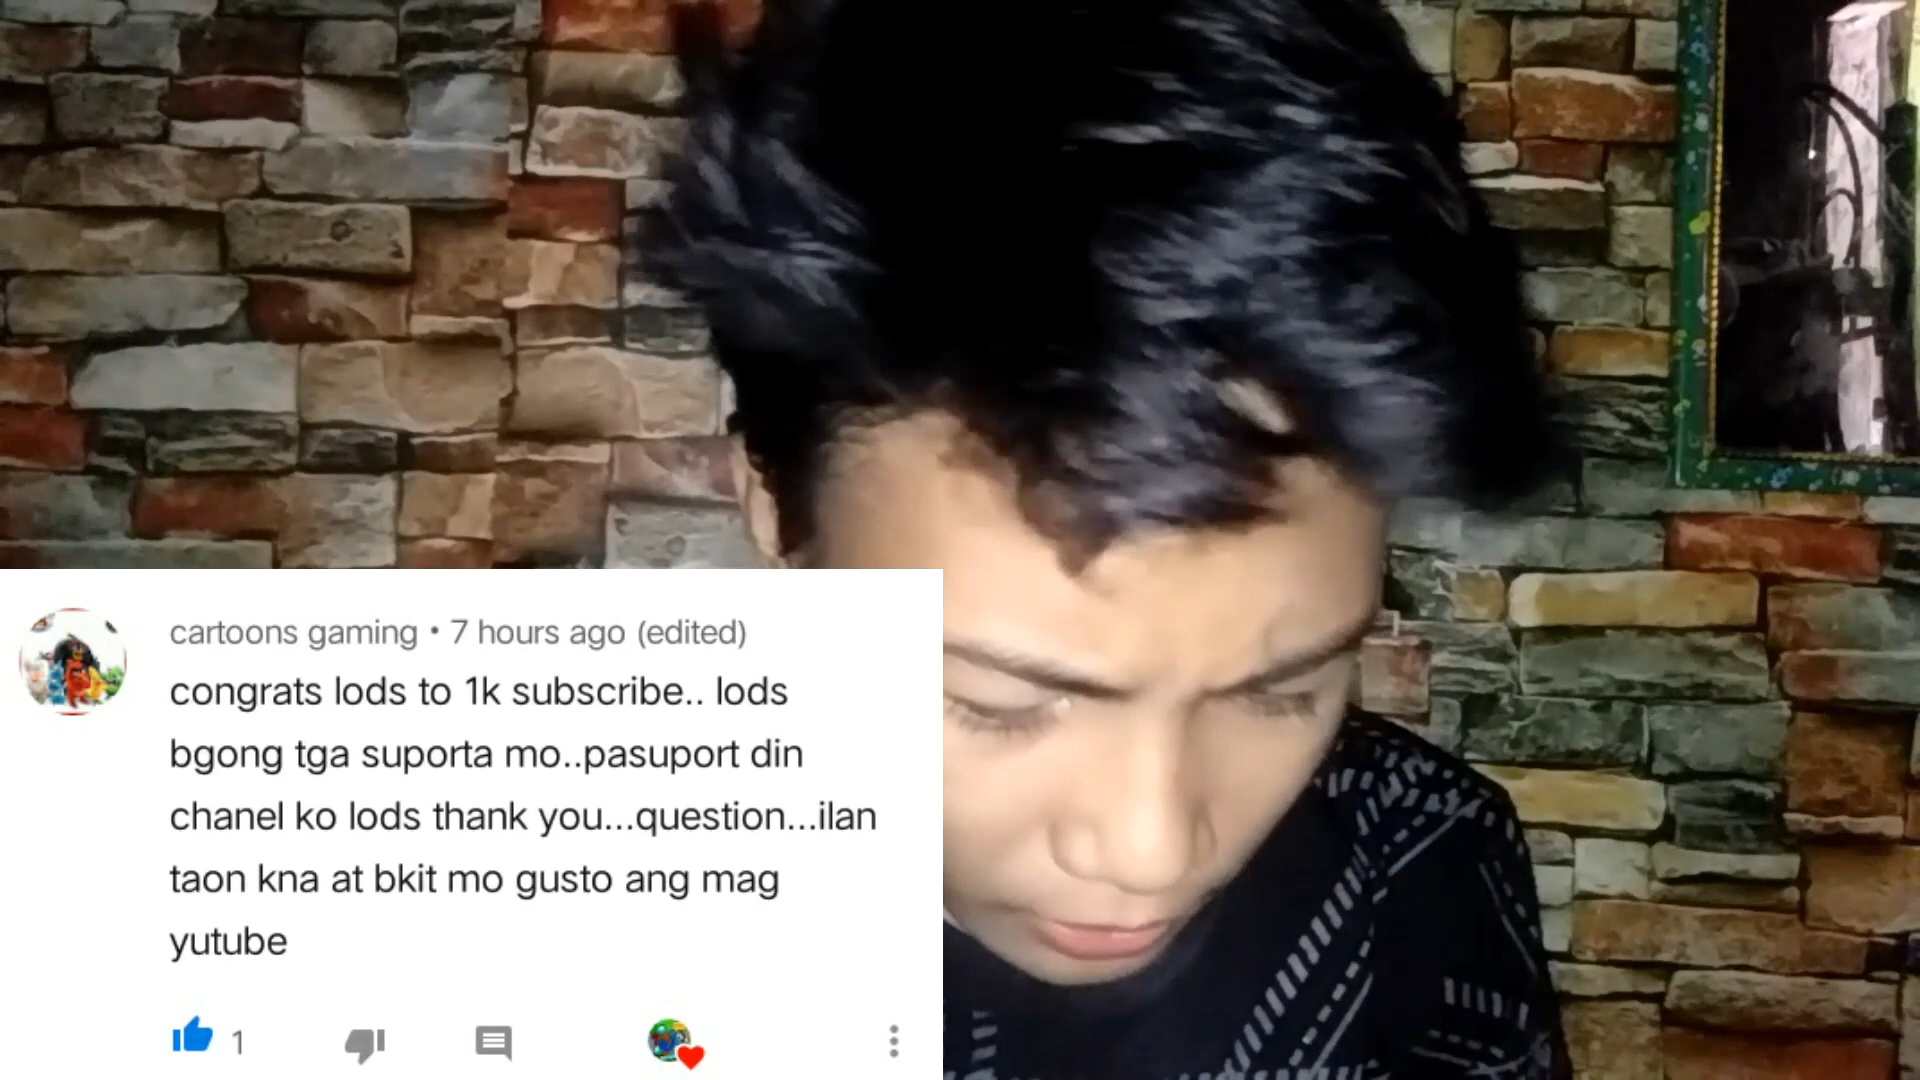 cartoons gaming • 7 hours ago (edited)
congrats lods to 1k subscribe.. lods
bgong tga suporta mo..pasuport din
chanel ko lods thank you...question...ilan
taon kna at bkit mo gusto ang mag
yutube
1